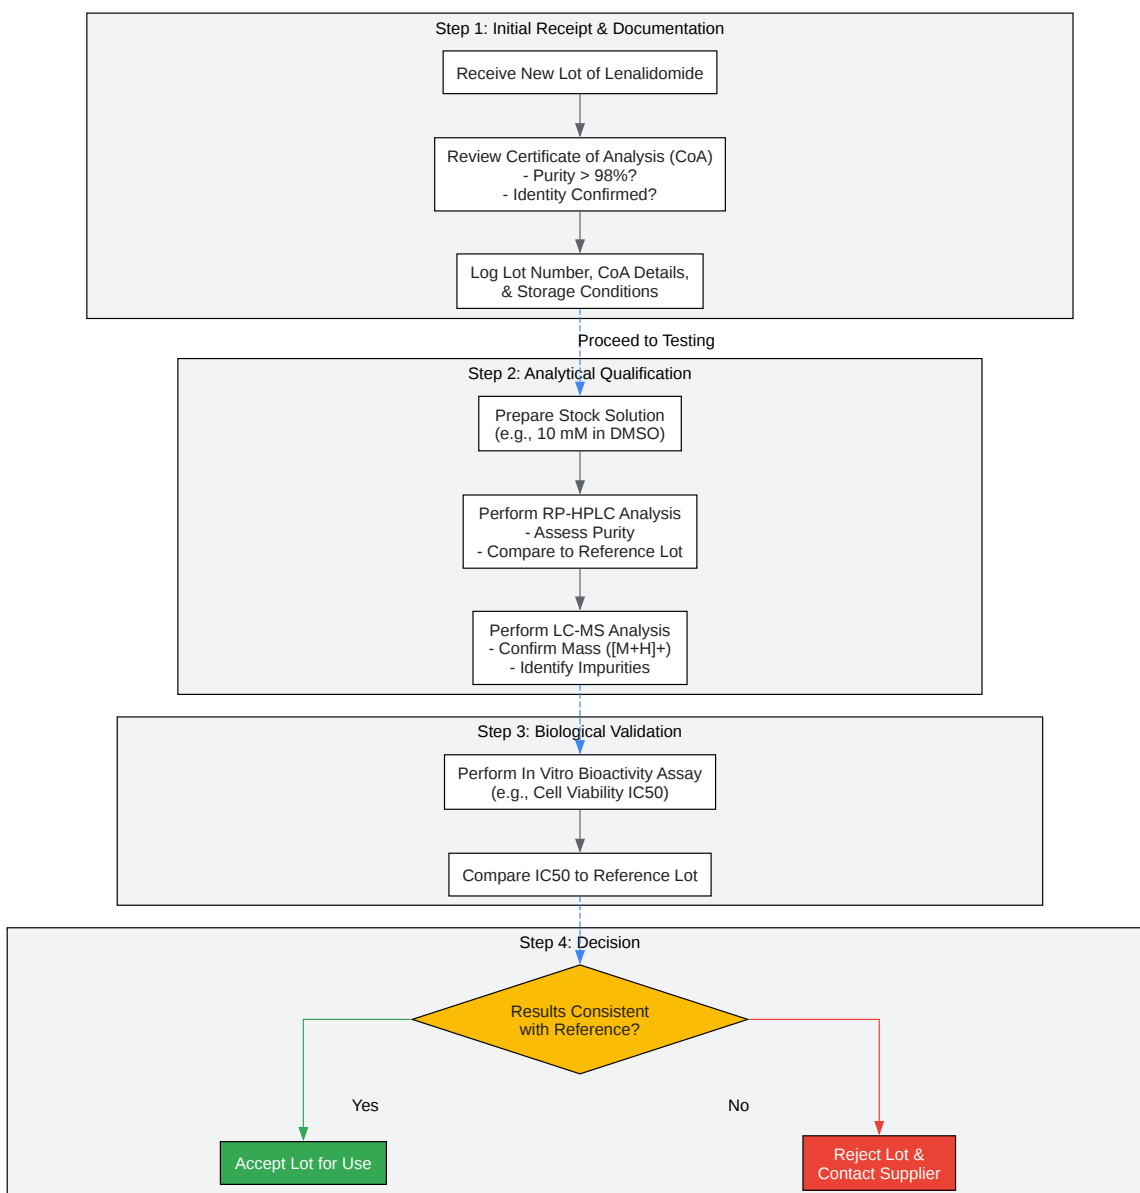 Step 1: Initial Receipt & Documentation
Receive New Lot of Lenalidomide
Review Certificate of Analysis (CoA)
- Purity > 98%?
- Identity Confirmed?
Log Lot Number, CoA Details,
& Storage Conditions
Proceed to Testing
Step 2: Analytical Qualification
Prepare Stock Solution
(e.g., 10 mM in DMSO)
Perform RP-HPLC Analysis
- Assess Purity
- Compare to Reference Lot
Perform LC-MS Analysis
- Confirm Mass ([M+H]+)
- Identify Impurities
Step 3: Biological Validation
Perform In Vitro Bioactivity Assay
(e.g., Cell Viability IC50)
Compare IC50 to Reference Lot
Step 4: Decision
Results Consistent
with Reference?
Yes
No
Accept Lot for Use
Reject Lot &
Contact Supplier